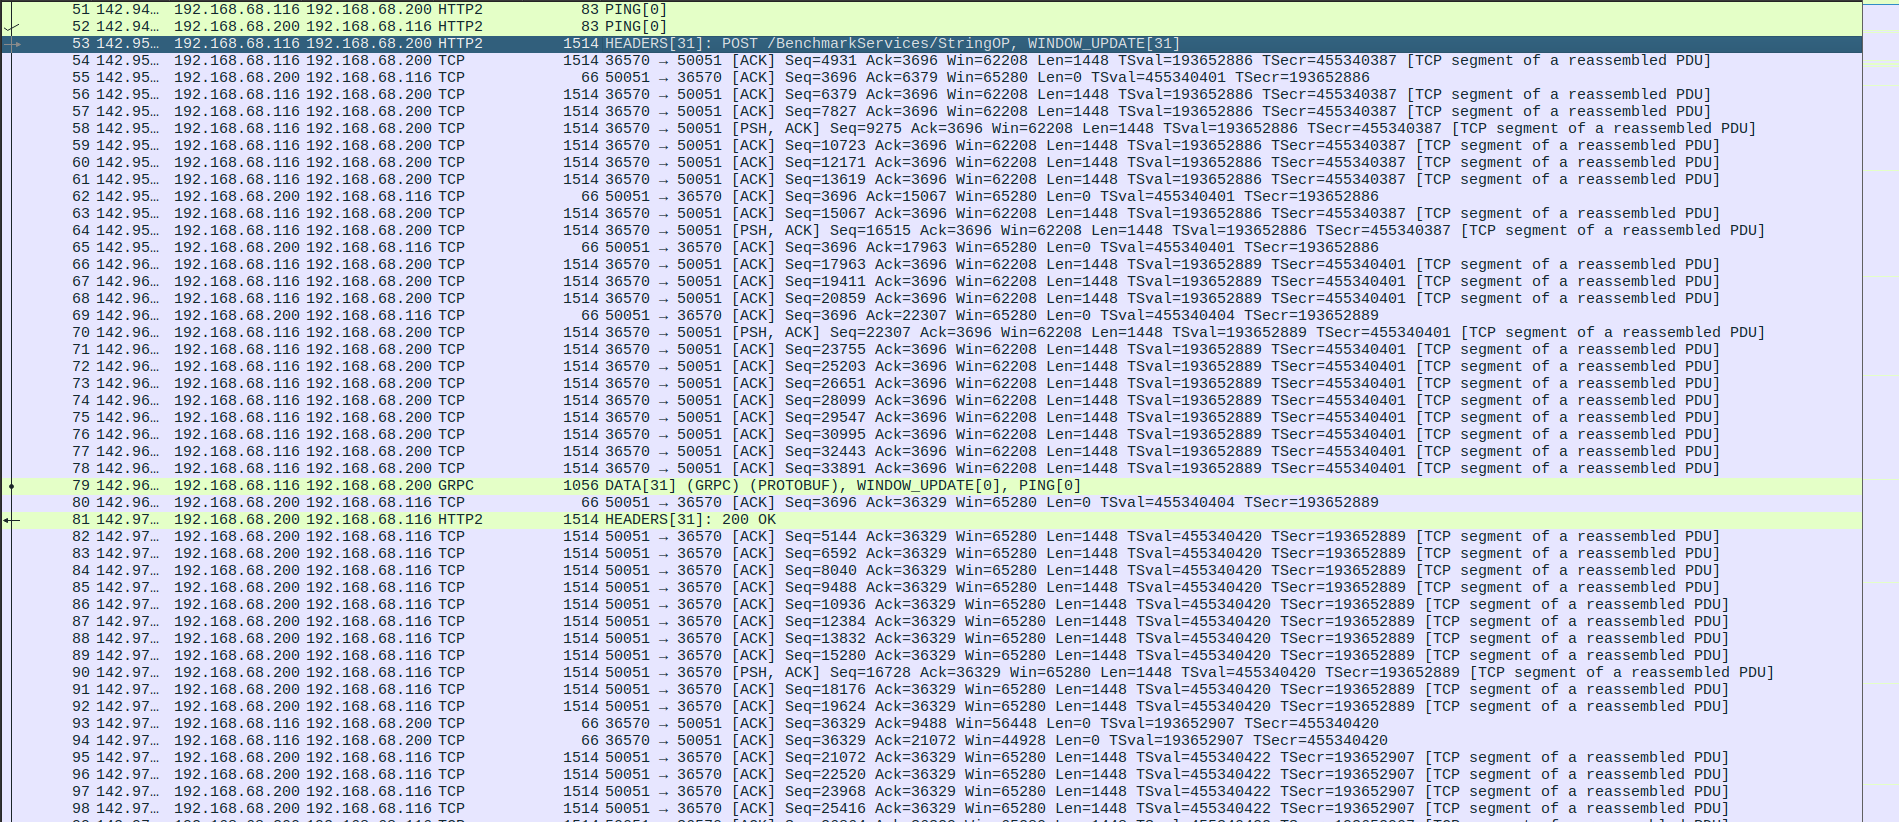 51 142.94… 192.168.68.116 192.168.68.200 HTTP2 83 PING[0]
52 142.94… 192.168.68.200 192.168.68.116 HTTP2 83 PING[0]
53 142.95… 192.168.68.116 192.168.68.200 HTTP2 1514 HEADERS[31]: POST /BenchmarkServices/StringOP, WINDOW_UPDATE[31]
54 142.95… 192.168.68.116 192.168.68.200 TCP 1514 36570 → 50051 [ACK] Seq=4931 Ack=3696 Win=62208 Len=1448 TSval=193652886 TSecr=455340387 [TCP segment of a reassembled PDU]
55 142.95… 192.168.68.200 192.168.68.116 TCP 66 50051 → 36570 [ACK] Seq=3696 Ack=6379 Win=65280 Len=0 TSval=455340401 TSecr=193652886
56 142.95… 192.168.68.116 192.168.68.200 TCP 1514 36570 → 50051 [ACK] Seq=6379 Ack=3696 Win=62208 Len=1448 TSval=193652886 TSecr=455340387 [TCP segment of a reassembled PDU]
57 142.95… 192.168.68.116 192.168.68.200 TCP 1514 36570 → 50051 [ACK] Seq=7827 Ack=3696 Win=62208 Len=1448 TSval=193652886 TSecr=455340387 [TCP segment of a reassembled PDU]
58 142.95… 192.168.68.116 192.168.68.200 TCP 1514 36570 → 50051 [PSH, ACK] Seq=9275 Ack=3696 Win=62208 Len=1448 TSval=193652886 TSecr=455340387 [TCP segment of a reassembled PDU]
59 142.95… 192.168.68.116 192.168.68.200 TCP 1514 36570 → 50051 [ACK] Seq=10723 Ack=3696 Win=62208 Len=1448 TSval=193652886 TSecr=455340387 [TCP segment of a reassembled PDU]
60 142.95… 192.168.68.116 192.168.68.200 TCP 1514 36570 → 50051 [ACK] Seq=12171 Ack=3696 Win=62208 Len=1448 TSval=193652886 TSecr=455340387 [TCP segment of a reassembled PDU]
61 142.95… 192.168.68.116 192.168.68.200 TCP 1514 36570 → 50051 [ACK] Seq=13619 Ack=3696 Win=62208 Len=1448 TSval=193652886 TSecr=455340387 [TCP segment of a reassembled PDU]
62 142.95… 192.168.68.200 192.168.68.116 TCP 66 50051 → 36570 [ACK] Seq=3696 Ack=15067 Win=65280 Len=0 TSval=455340401 TSecr=193652886
63 142.95… 192.168.68.116 192.168.68.200 TCP 1514 36570 → 50051 [ACK] Seq=15067 Ack=3696 Win=62208 Len=1448 TSval=193652886 TSecr=455340387 [TCP segment of a reassembled PDU]
64 142.95… 192.168.68.116 192.168.68.200 TCP 1514 36570 → 50051 [PSH, ACK] Seq=16515 Ack=3696 Win=62208 Len=1448 TSval=193652886 TSecr=455340387 [TCP segment of a reassembled PDU]
65 142.95… 192.168.68.200 192.168.68.116 TCP 66 50051 → 36570 [ACK] Seq=3696 Ack=17963 Win=65280 Len=0 TSval=455340401 TSecr=193652886
66 142.95… 192.168.68.116 192.168.68.200 TCP 1514 36570 → 50051 [ACK] Seq=17963 Ack=3696 Win=62208 Len=1448 TSval=193652889 TSecr=455340401 [TCP segment of a reassembled PDU]
67 142.96… 192.168.68.116 192.168.68.200 TCP 1514 36570 → 50051 [ACK] Seq=19411 Ack=3696 Win=62208 Len=1448 TSval=193652889 TSecr=455340401 [TCP segment of a reassembled PDU]
68 142.96… 192.168.68.116 192.168.68.200 TCP 1514 36570 → 50051 [ACK] Seq=20859 Ack=3696 Win=62208 Len=1448 TSval=193652889 TSecr=455340401 [TCP segment of a reassembled PDU]
69 142.96… 192.168.68.200 192.168.68.116 TCP 66 50051 → 36570 [ACK] Seq=3696 Ack=22307 Win=65280 Len=0 TSval=455340404 TSecr=193652889
70 142.96… 192.168.68.116 192.168.68.200 TCP 1514 36570 → 50051 [PSH, ACK] Seq=22307 Ack=3696 Win=62208 Len=1448 TSval=193652889 TSecr=455340401 [TCP segment of a reassembled PDU]
71 142.96… 192.168.68.116 192.168.68.200 TCP 1514 36570 → 50051 [ACK] Seq=23755 Ack=3696 Win=62208 Len=1448 TSval=193652889 TSecr=455340401 [TCP segment of a reassembled PDU]
72 142.96… 192.168.68.116 192.168.68.200 TCP 1514 36570 → 50051 [ACK] Seq=25203 Ack=3696 Win=62208 Len=1448 TSval=193652889 TSecr=455340401 [TCP segment of a reassembled PDU]
73 142.96… 192.168.68.116 192.168.68.200 TCP 1514 36570 → 50051 [ACK] Seq=26651 Ack=3696 Win=62208 Len=1448 TSval=193652889 TSecr=455340401 [TCP segment of a reassembled PDU]
74 142.96… 192.168.68.116 192.168.68.200 TCP 1514 36570 → 50051 [ACK] Seq=28099 Ack=3696 Win=62208 Len=1448 TSval=193652889 TSecr=455340401 [TCP segment of a reassembled PDU]
75 142.96… 192.168.68.116 192.168.68.200 TCP 1514 36570 → 50051 [ACK] Seq=29547 Ack=3696 Win=62208 Len=1448 TSval=193652889 TSecr=455340401 [TCP segment of a reassembled PDU]
76 142.96… 192.168.68.116 192.168.68.200 TCP 1514 36570 → 50051 [ACK] Seq=30995 Ack=3696 Win=62208 Len=1448 TSval=193652889 TSecr=455340401 [TCP segment of a reassembled PDU]
77 142.96… 192.168.68.116 192.168.68.200 TCP 1514 36570 → 50051 [ACK] Seq=32443 Ack=3696 Win=62208 Len=1448 TSval=193652889 TSecr=455340401 [TCP segment of a reassembled PDU]
78 142.96… 192.168.68.116 192.168.68.200 TCP 1514 36570 → 50051 [ACK] Seq=33891 Ack=3696 Win=62208 Len=1448 TSval=193652889 TSecr=455340401 [TCP segment of a reassembled PDU]
79 142.96… 192.168.68.116 192.168.68.200 GRPC 1056 DATA[31] (GRPC) (PROTOBUF), WINDOW_UPDATE[0], PING[0]
80 142.96… 192.168.68.200 192.168.68.116 TCP 66 50051 → 36570 [ACK] Seq=3696 Ack=36329 Win=65280 Len=0 TSval=455340404 TSecr=193652889
81 142.97… 192.168.68.200 192.168.68.116 HTTP2 1514 HEADERS[31]: 200 OK
82 142.97… 192.168.68.200 192.168.68.116 TCP 1514 50051 → 36570 [ACK] Seq=5144 Ack=36329 Win=65280 Len=1448 TSval=455340420 TSecr=193652889 [TCP segment of a reassembled PDU]
83 142.97… 192.168.68.200 192.168.68.116 TCP 1514 50051 → 36570 [ACK] Seq=6592 Ack=36329 Win=65280 Len=1448 TSval=455340420 TSecr=193652889 [TCP segment of a reassembled PDU]
84 142.97… 192.168.68.200 192.168.68.116 TCP 1514 50051 → 36570 [ACK] Seq=8040 Ack=36329 Win=65280 Len=1448 TSval=455340420 TSecr=193652889 [TCP segment of a reassembled PDU]
85 142.97… 192.168.68.200 192.168.68.116 TCP 1514 50051 → 36570 [ACK] Seq=9488 Ack=36329 Win=65280 Len=1448 TSval=455340420 TSecr=193652889 [TCP segment of a reassembled PDU]
86 142.97… 192.168.68.200 192.168.68.116 TCP 1514 50051 → 36570 [ACK] Seq=10936 Ack=36329 Win=65280 Len=1448 TSval=455340420 TSecr=193652889 [TCP segment of a reassembled PDU]
87 142.97… 192.168.68.200 192.168.68.116 TCP 1514 50051 → 36570 [ACK] Seq=12384 Ack=36329 Win=65280 Len=1448 TSval=455340420 TSecr=193652889 [TCP segment of a reassembled PDU]
88 142.97… 192.168.68.200 192.168.68.116 TCP 1514 50051 → 36570 [ACK] Seq=13832 Ack=36329 Win=65280 Len=1448 TSval=455340420 TSecr=193652889 [TCP segment of a reassembled PDU]
89 142.97… 192.168.68.200 192.168.68.116 TCP 1514 50051 → 36570 [ACK] Seq=15280 Ack=36329 Win=65280 Len=1448 TSval=455340420 TSecr=193652889 [TCP segment of a reassembled PDU]
90 142.97… 192.168.68.200 192.168.68.116 TCP 1514 50051 → 36570 [PSH, ACK] Seq=16728 Ack=36329 Win=65280 Len=1448 TSval=455340420 TSecr=193652889 [TCP segment of a reassembled PDU]
91 142.97… 192.168.68.200 192.168.68.116 TCP 1514 50051 → 36570 [ACK] Seq=18176 Ack=36329 Win=65280 Len=1448 TSval=455340420 TSecr=193652889 [TCP segment of a reassembled PDU]
92 142.97… 192.168.68.200 192.168.68.116 TCP 1514 50051 → 36570 [ACK] Seq=19624 Ack=36329 Win=65280 Len=1448 TSval=455340420 TSecr=193652889 [TCP segment of a reassembled PDU]
93 142.97… 192.168.68.116 192.168.68.200 TCP 66 36570 → 50051 [ACK] Seq=36329 Ack=9488 Win=56448 Len=0 TSval=193652907 TSecr=455340420
94 142.97… 192.168.68.116 192.168.68.200 TCP 66 36570 → 50051 [ACK] Seq=36329 Ack=21072 Win=44928 Len=0 TSval=193652907 TSecr=455340420
95 142.97… 192.168.68.200 192.168.68.116 TCP 1514 50051 → 36570 [ACK] Seq=21072 Ack=36329 Win=65280 Len=1448 TSval=455340422 TSecr=193652907 [TCP segment of a reassembled PDU]
96 142.97… 192.168.68.200 192.168.68.116 TCP 1514 50051 → 36570 [ACK] Seq=22520 Ack=36329 Win=65280 Len=1448 TSval=455340422 TSecr=193652907 [TCP segment of a reassembled PDU]
97 142.97… 192.168.68.200 192.168.68.116 TCP 1514 50051 → 36570 [ACK] Seq=23968 Ack=36329 Win=65280 Len=1448 TSval=455340422 TSecr=193652907 [TCP segment of a reassembled PDU]
98 142.97… 192.168.68.200 192.168.68.116 TCP 1514 50051 → 36570 [ACK] Seq=25416 Ack=36329 Win=65280 Len=1448 TSval=455340422 TSecr=193652907 [TCP segment of a reassembled PDU]